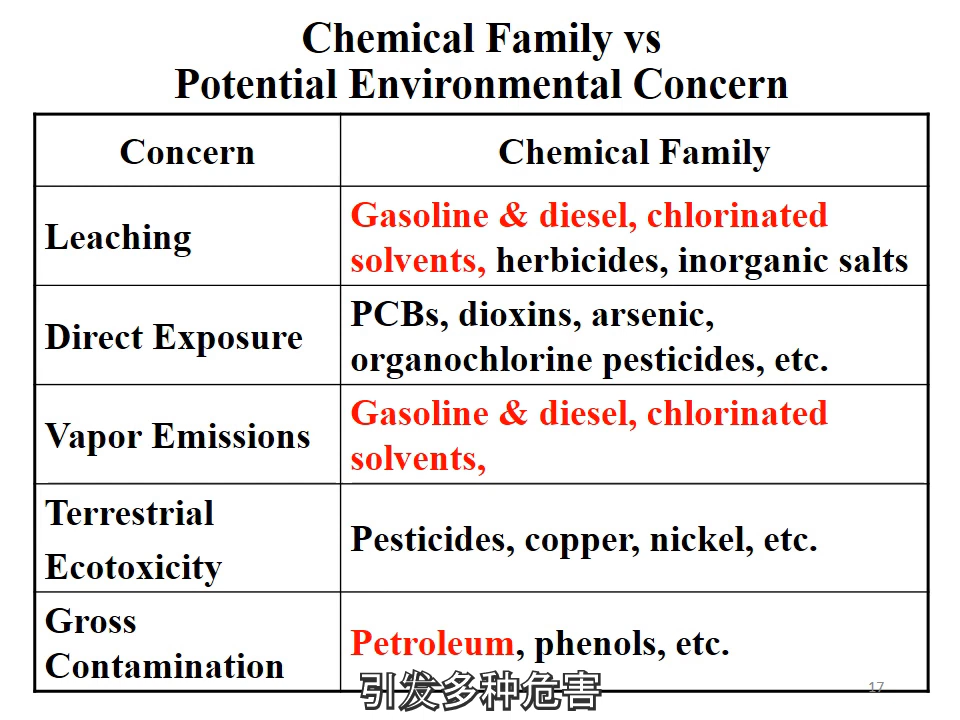 Chemical Family vs
Potential Environmental Concern
Concern
Chemical Family
Leaching
Gasoline & diesel, chlorinated
solvents, herbicides, inorganic salts
Direct Exposure
PCBs, dioxins, arsenic,
organochlorine pesticides, etc.
Vapor Emissions
Gasoline & diesel, chlorinated
solvents,
Terrestrial
Ecotoxicity
Pesticides, copper, nickel, etc.
Gross
Contamination
Petroleum, phenols, etc.
引发多种危害
17